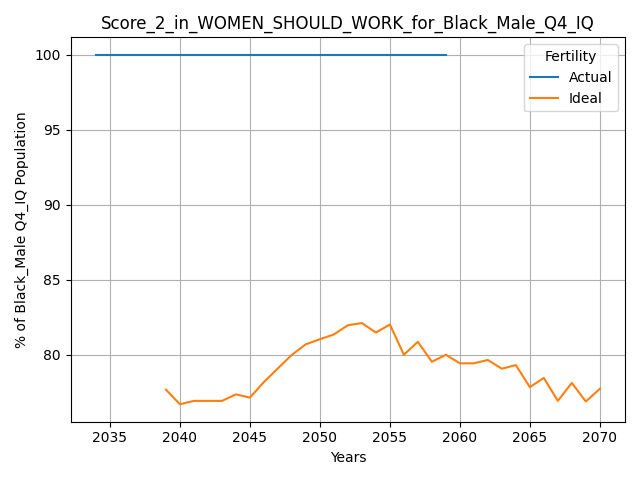 Score_2_in_WOMEN_SHOULD_WORK_for_Black_Male_Q4_IQ
Fertility
Actual
Ideal
% of Black_Male Q4_IQ Population
100
95
90
85
80
2035 2040 2045 2050 2055 2060 2065 2070
Years